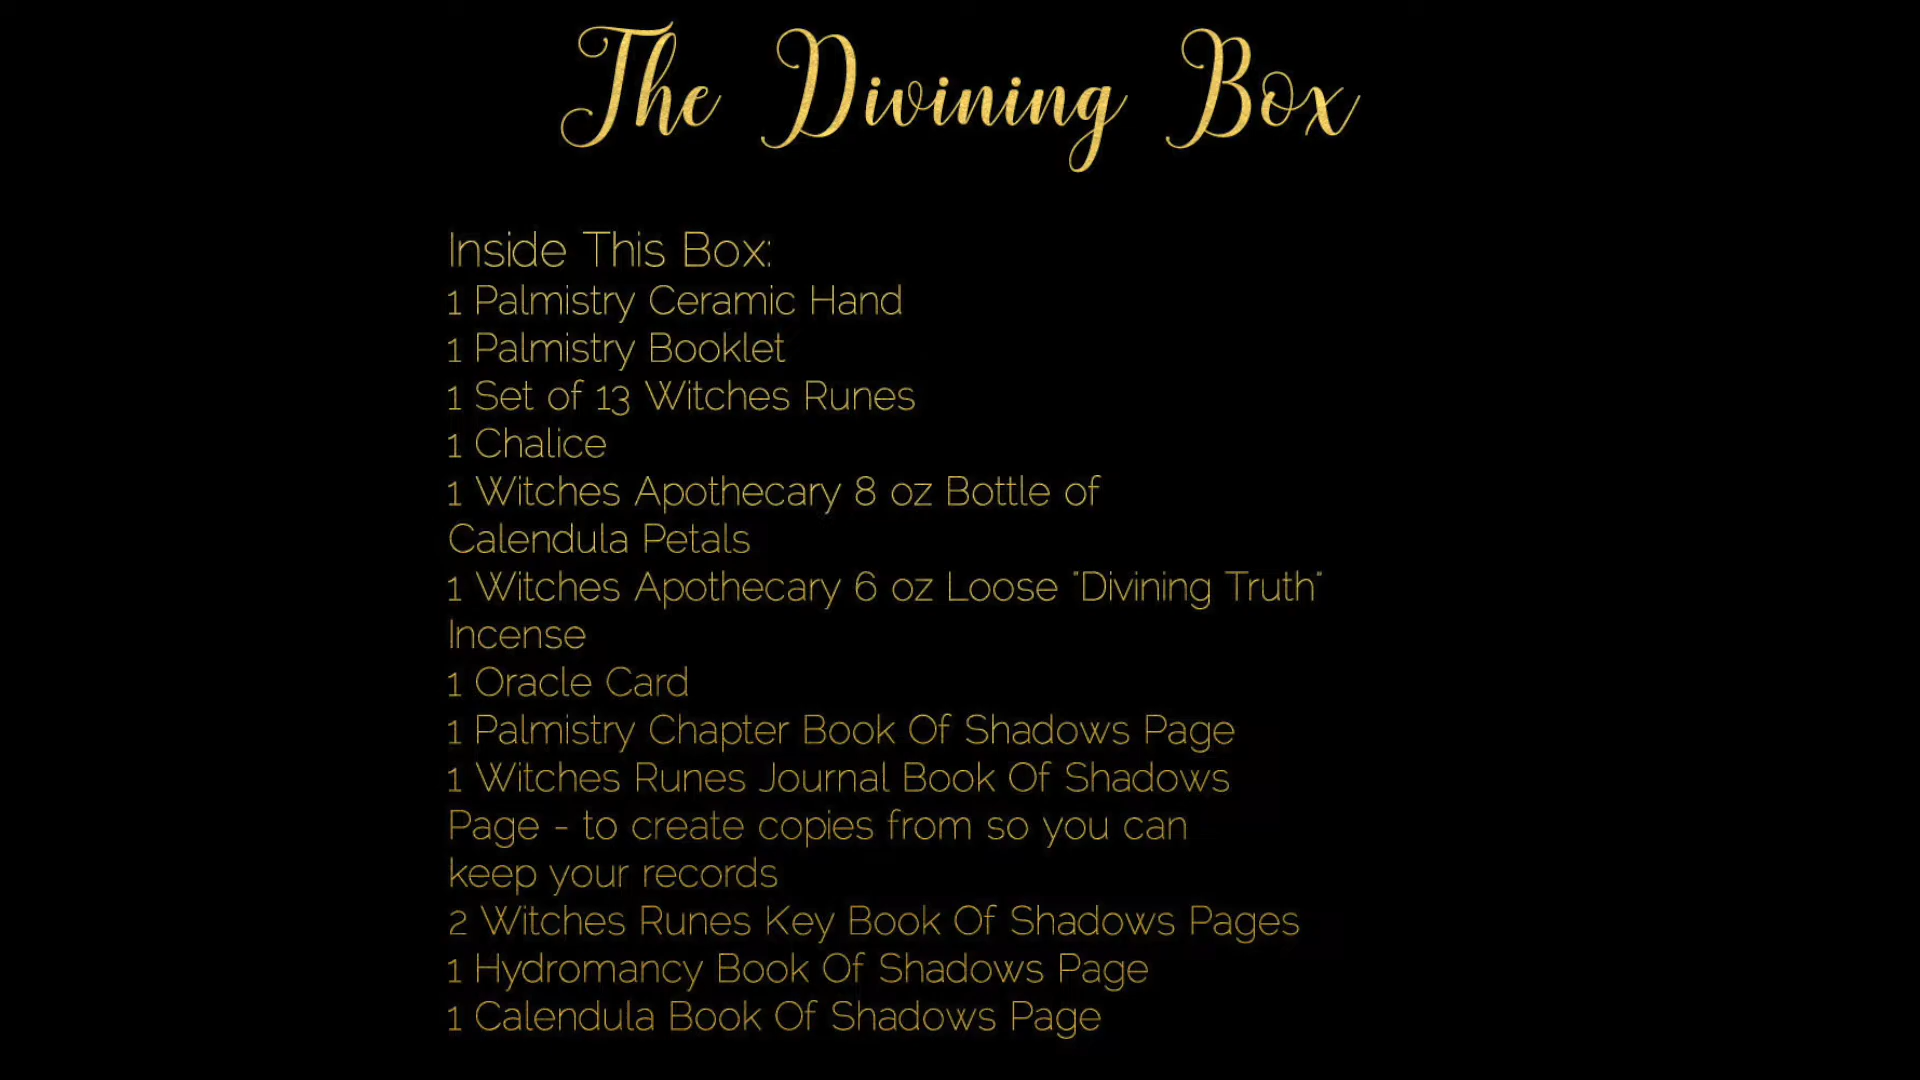 The Divining Box
Inside This Box:
1 Palmistry Ceramic Hand
1 Palmistry Booklet
1 Set of 13 Witches Runes
1 Chalice
1 Witches Apothecary 8 oz Bottle of
Calendula Petals
1 Witches Apothecary 6 oz Loose "Divining Truth"
Incense
1 Oracle Card
1 Palmistry Chapter Book Of Shadows Page
1 Witches Runes Journal Book Of Shadows
Page - to create copies from so you can
keep your records
2 Witches Runes Key Book Of Shadows Pages
1 Hydromancy Book Of Shadows Page
1 Calendula Book Of Shadows Page